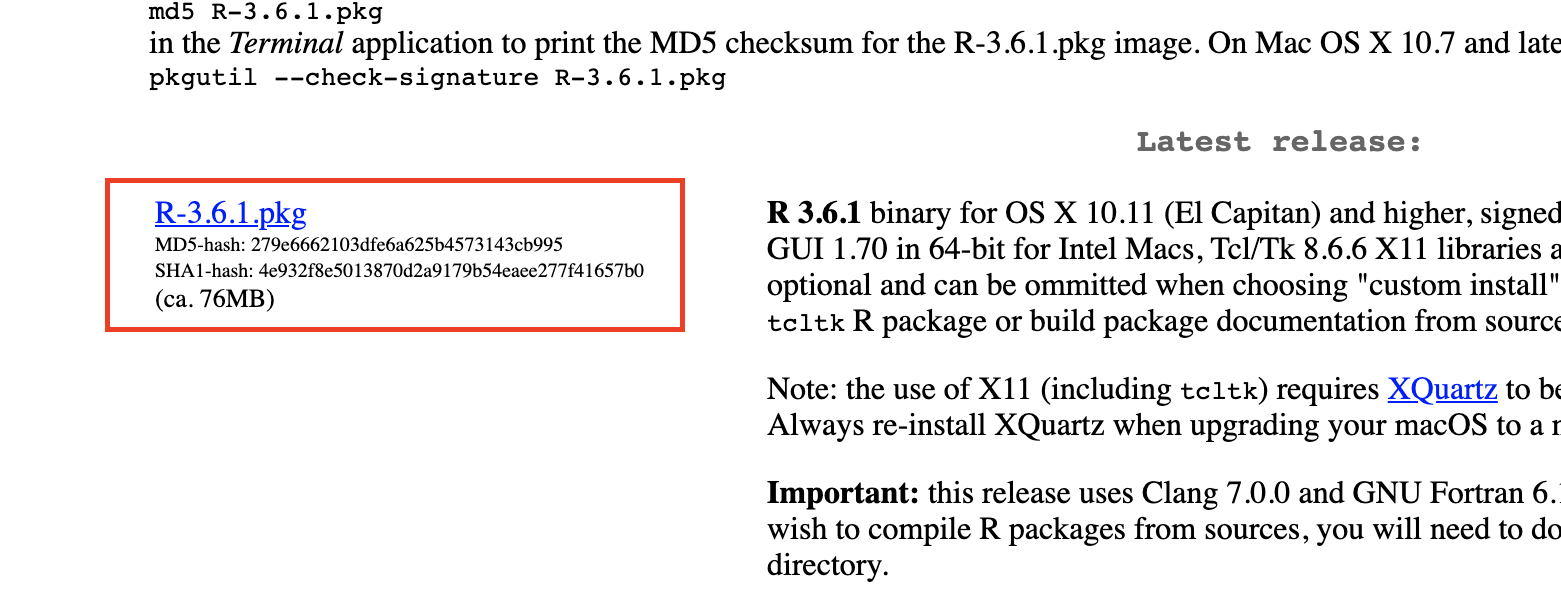 md5 R-3.6.1.pkg
in the Terminal application to print the MD5 checksum for the R-3.6.1.pkg image. On Mac OS X 10.7 and late
pkgutil --check-signature R-3.6.1.pkg
Latest release:
R-3.6.1.pkg
MD5-hash: 279e6662103dfe6a625b4573143cb995
SHA1-hash: 4e932f8e5013870d2a9179b54eaee277f41657b0
(ca. 76MB)
R 3.6.1 binary for OS X 10.11 (El Capitan) and higher, signed
GUI 1.70 in 64-bit for Intel Macs, Tcl/Tk 8.6.6 X11 libraries a
optional and can be ommitted when choosing "custom install"
tcltk R package or build package documentation from source
Note: the use of X11 (including tcltk) requires XQuartz to be
Always re-install XQuartz when upgrading your macOS to a n
Important: this release uses Clang 7.0.0 and GNU Fortran 6.1
wish to compile R packages from sources, you will need to do
directory.